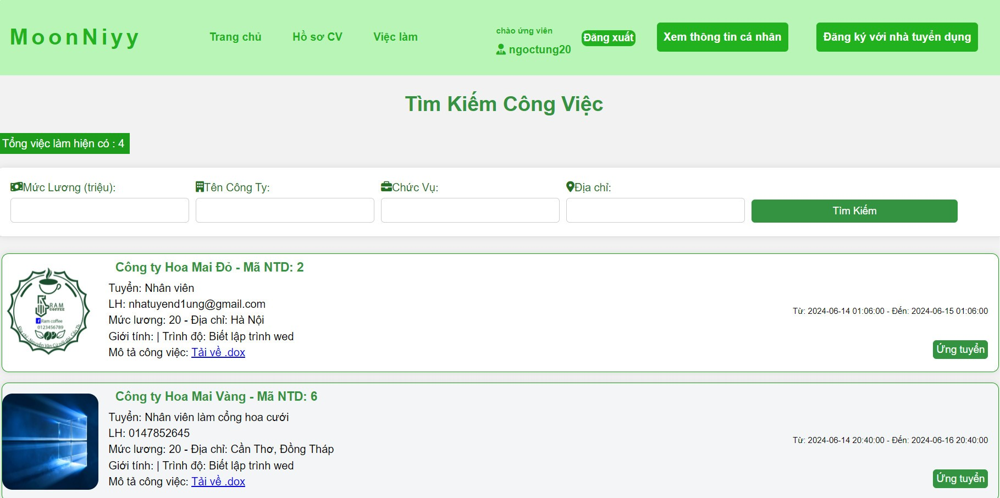 MoonNiyy
Trang chủ
Hồ sơ CV
Việc làm
chào ứng viên
ngoctung20
Đăng xuất
Xem thông tin cá nhân
Đăng ký với nhà tuyển dụng
Tìm Kiếm Công Việc
Tổng việc làm hiện có : 4
Mức Lương (triệu):
Tên Công Ty:
Chức Vụ:
Địa chỉ:
Tìm Kiếm
RAM
COFFEE
Ram coffee
0123456789
Công ty Hoa Mai Đỏ - Mã NTD: 2
Tuyển: Nhân viên
LH: nhatuyend1ung@gmail.com
Mức lương: 20 - Địa chỉ: Hà Nội
Giới tính: | Trình độ: Biết lập trình wed
Mô tả công việc: Tải về .dox
Từ: 2024-06-14 01:06:00 - Đến: 2024-06-15 01:06:00
Ứng tuyển
Công ty Hoa Mai Vàng - Mã NTD: 6
Tuyển: Nhân viên làm cổng hoa cưới
LH: 0147852645
Mức lương: 20 - Địa chỉ: Cần Thơ, Đồng Tháp
Giới tính: | Trình độ: Biết lập trình wed
Mô tả công việc: Tải về .dox
Từ: 2024-06-14 20:40:00 - Đến: 2024-06-16 20:40:00
Ứng tuyển